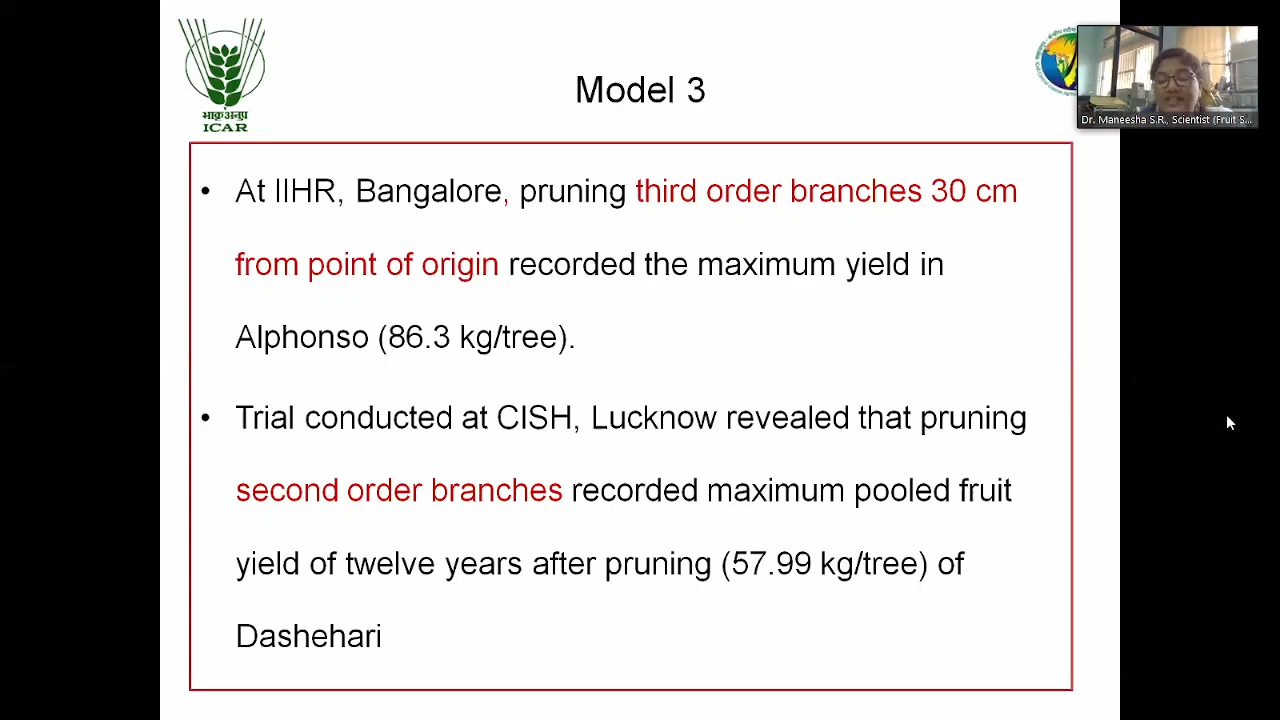 भाकृअनुप
ICAR
Model 3
Dr. Maneesha S.R., Scientist (Fruit S...
• At IIHR, Bangalore, pruning third order branches 30 cm
from point of origin recorded the maximum yield in
Alphonso (86.3 kg/tree).
• Trial conducted at CISH, Lucknow revealed that pruning
second order branches recorded maximum pooled fruit
yield of twelve years after pruning (57.99 kg/tree) of
Dashehari